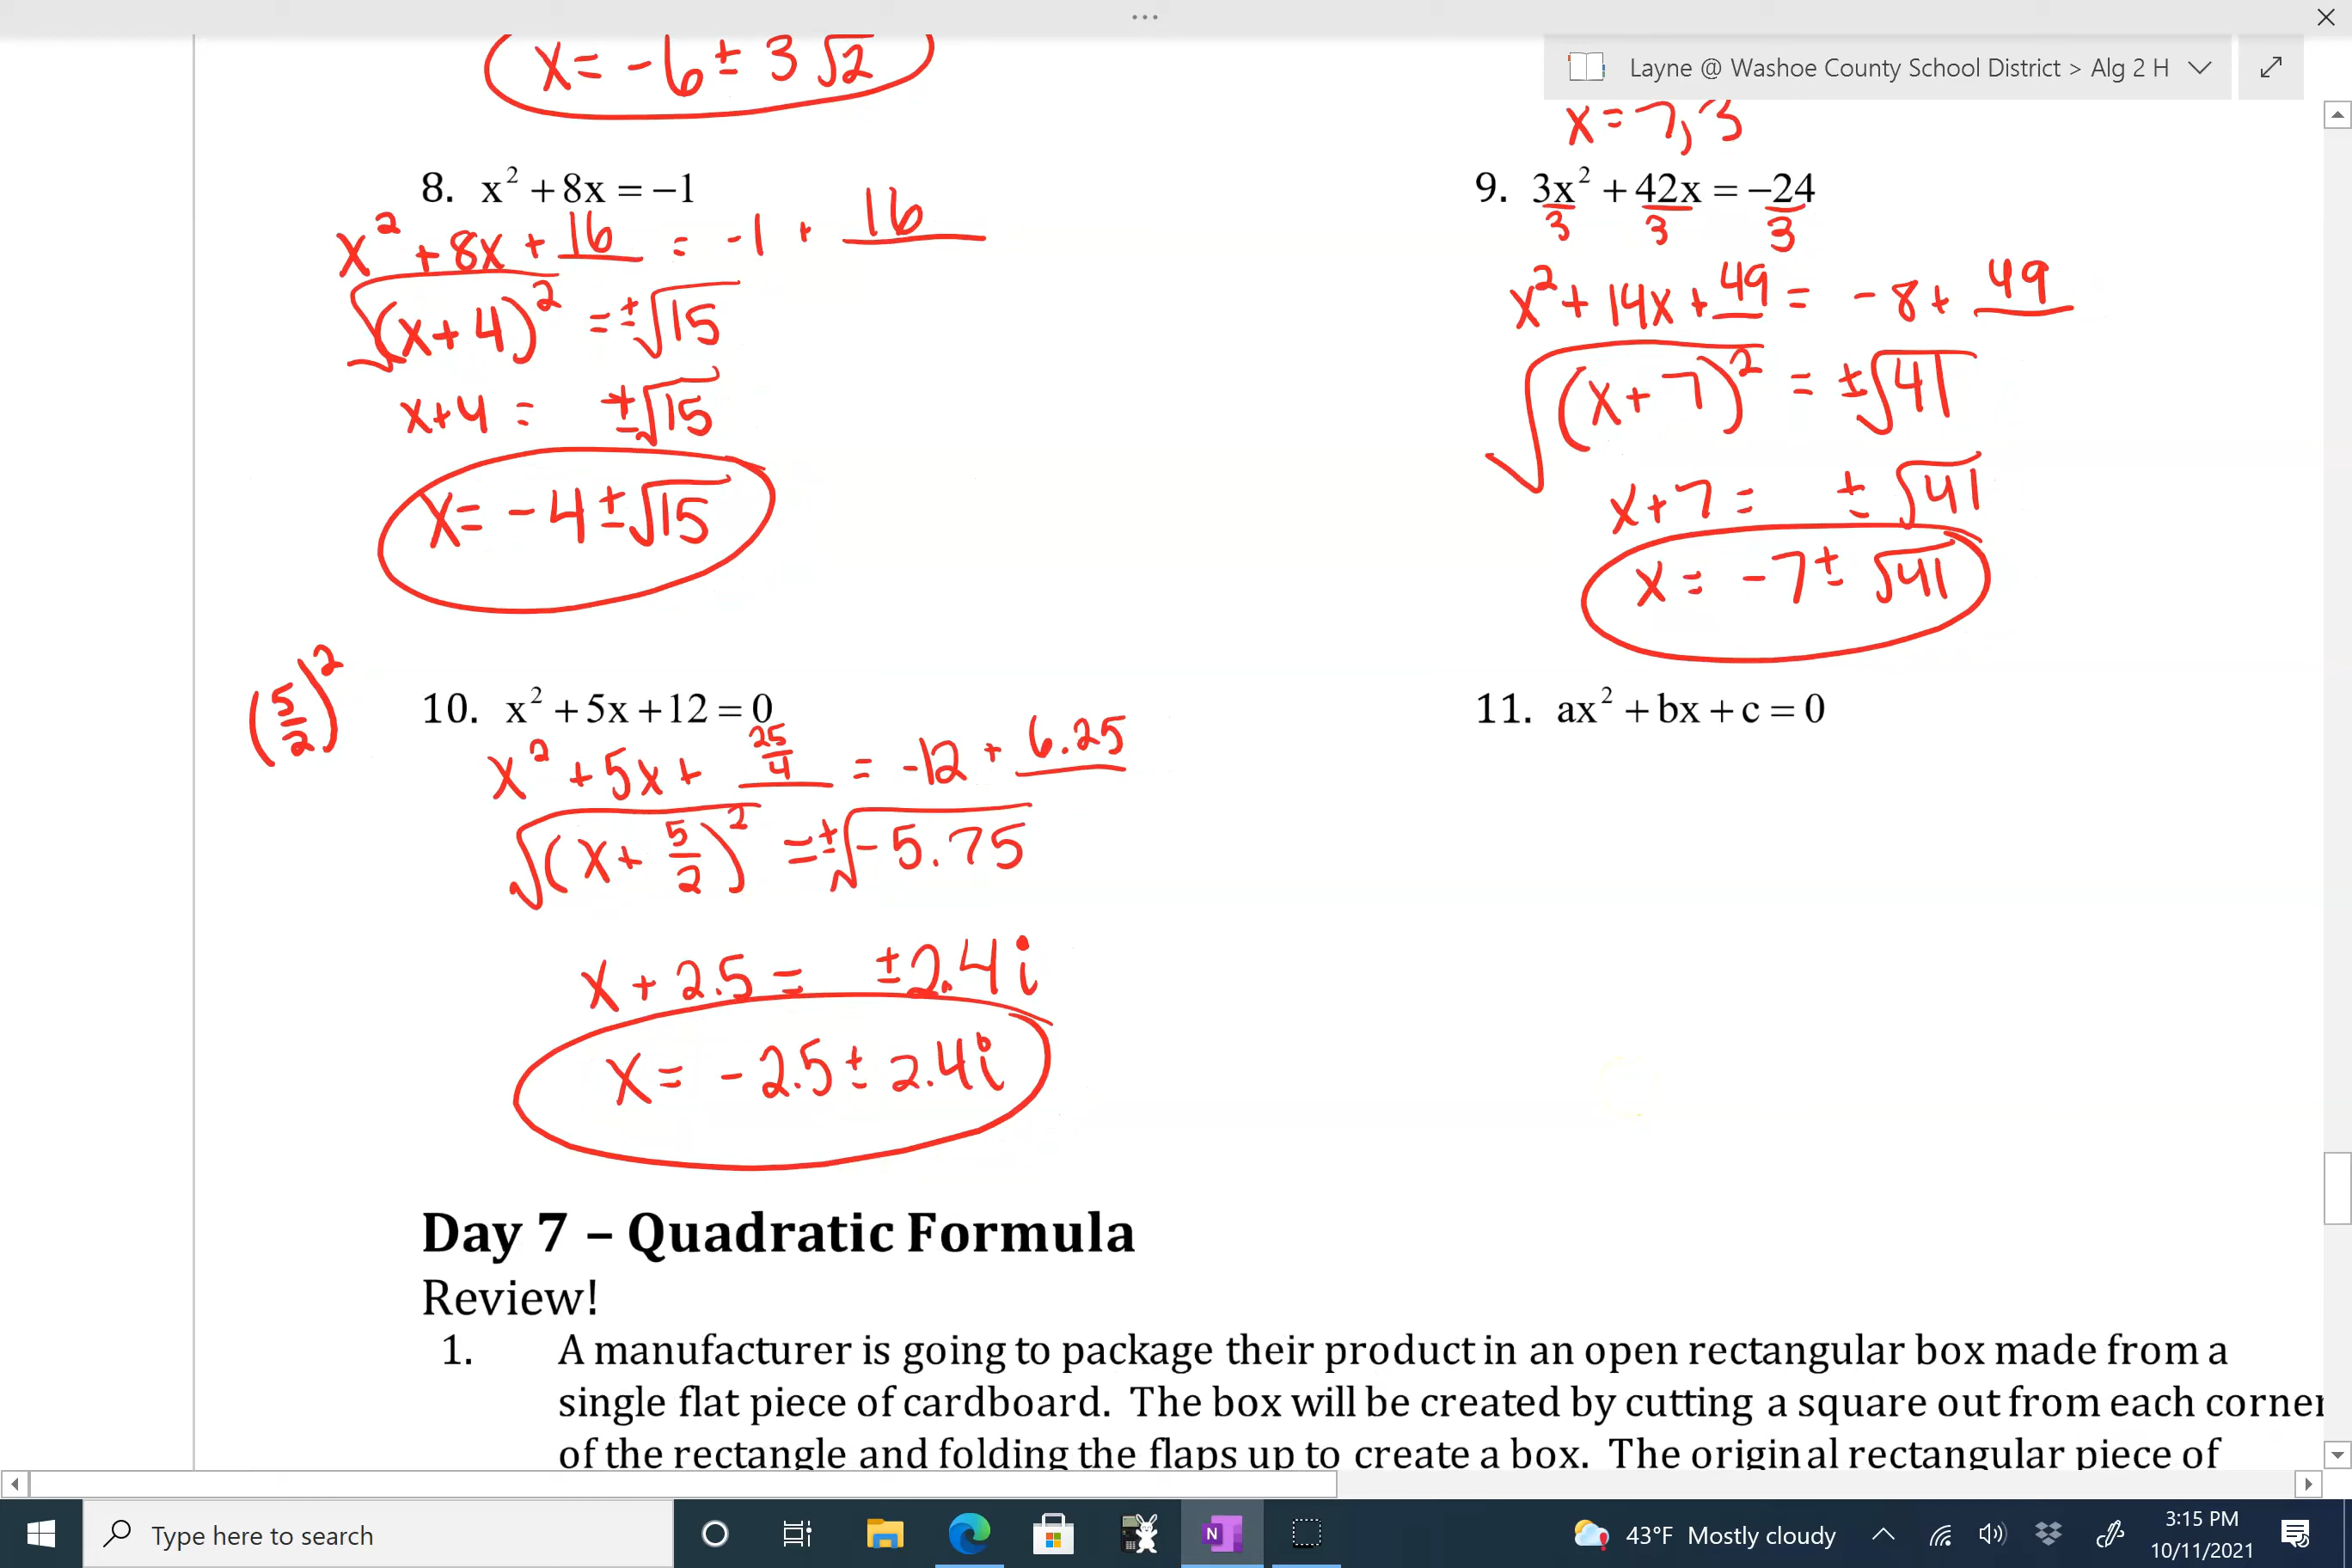 x = -6 ± 3√2
Layne @ Washoe County School District > Alg 2 H
x = 7, 3
8. x² + 8x = −1
x² + 8x + 16 = -1 + 16
√(x + 4)² = ±√15
x + 4 = ±√15
x = -4 ± √15
9. 3x² + 42x = −24
3 3 3
x² + 14x + 49 = -8 + 49
√(x + 7)² = ±√41
x + 7 = ± √41
x = -7 ± √41
(5/2)²
10. x² + 5x + 12 = 0
x² + 5x + 25/4 = -12 + 6.25
√(x + 5/2)² = ±√-5.75
x + 2.5 = ±2.4i
x = -2.5 ± 2.4i
11. ax² + bx + c = 0
Day 7 – Quadratic Formula
Review!
1. A manufacturer is going to package their product in an open rectangular box made from a
single flat piece of cardboard. The box will be created by cutting a square out from each corner
of the rectangle and folding the flaps up to create a box. The original rectangular piece of
Type here to search
N
43°F Mostly cloudy
3:15 PM
10/11/2021